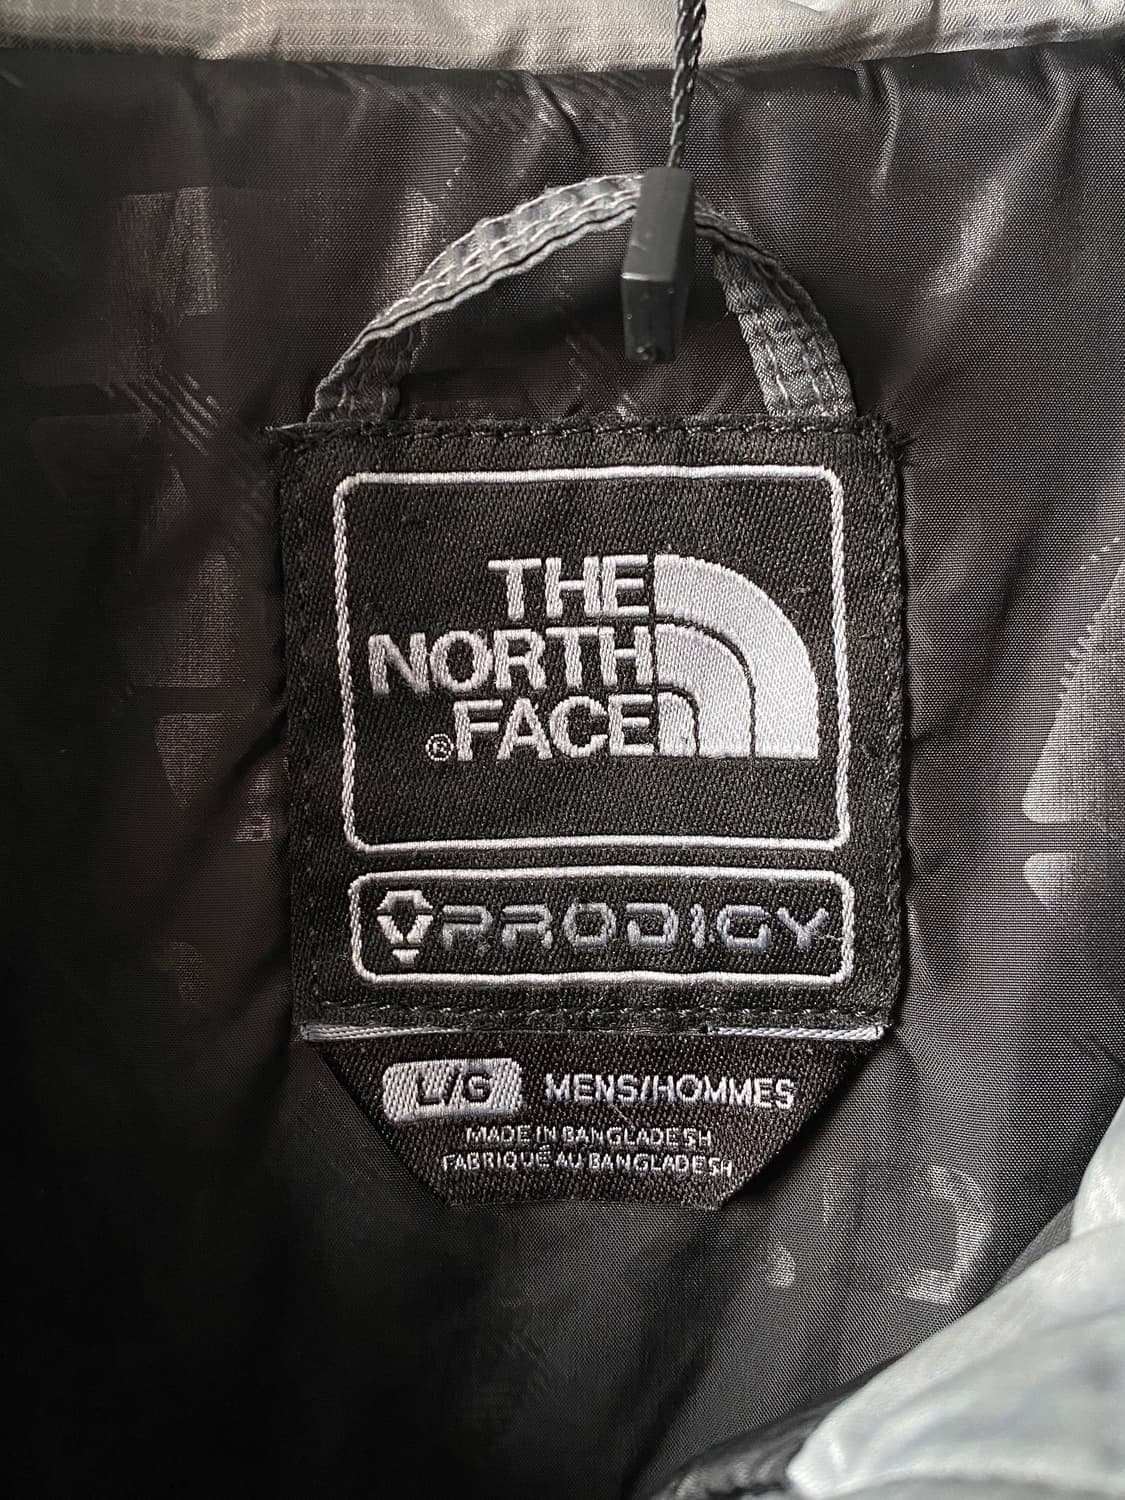 THE
NORTH
®FACE
PRODIGY
L/G MENS/HOMMES
MADE IN BANGLADESH
FABRIQUÉ AU BANGLADESH